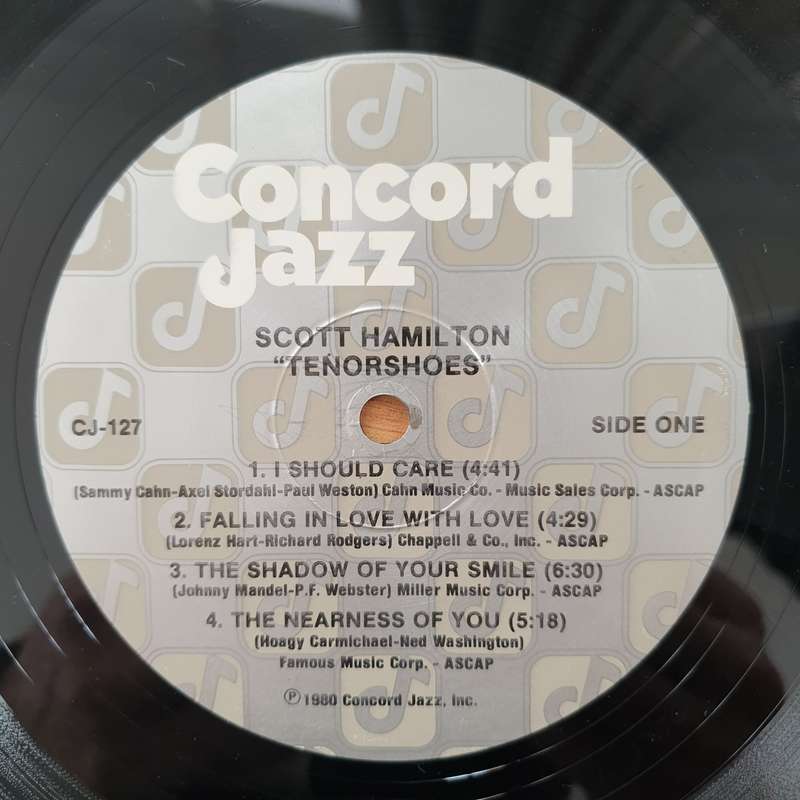 Concord
Jazz
SCOTT HAMILTON
"TENORSHOES"
CJ-127
SIDE ONE
1. I SHOULD CARE (4:41)
(Sammy Cahn-Axel Stordahl-Paul Weston) Cahn Music Co. - Music Sales Corp. - ASCAP
2. FALLING IN LOVE WITH LOVE (4:29)
(Lorenz Hart-Richard Rodgers) Chappell & Co., Inc. - ASCAP
3. THE SHADOW OF YOUR SMILE (6:30)
(Johnny Mandel-P.F. Webster) Miller Music Corp. - ASCAP
4. THE NEARNESS OF YOU (5:18)
(Hoagy Carmichael-Ned Washington)
Famous Music Corp. - ASCAP
℗ 1980 Concord Jazz, Inc.